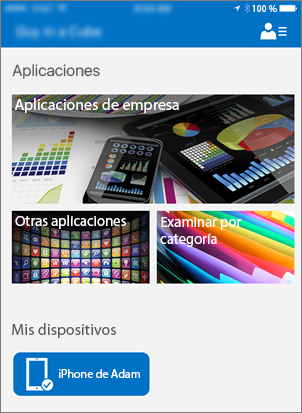 100 %
Guy in a Cube
Aplicaciones
Aplicaciones de empresa
Otras aplicaciones
Examinar por
categoría
Mis dispositivos
iPhone de Adam